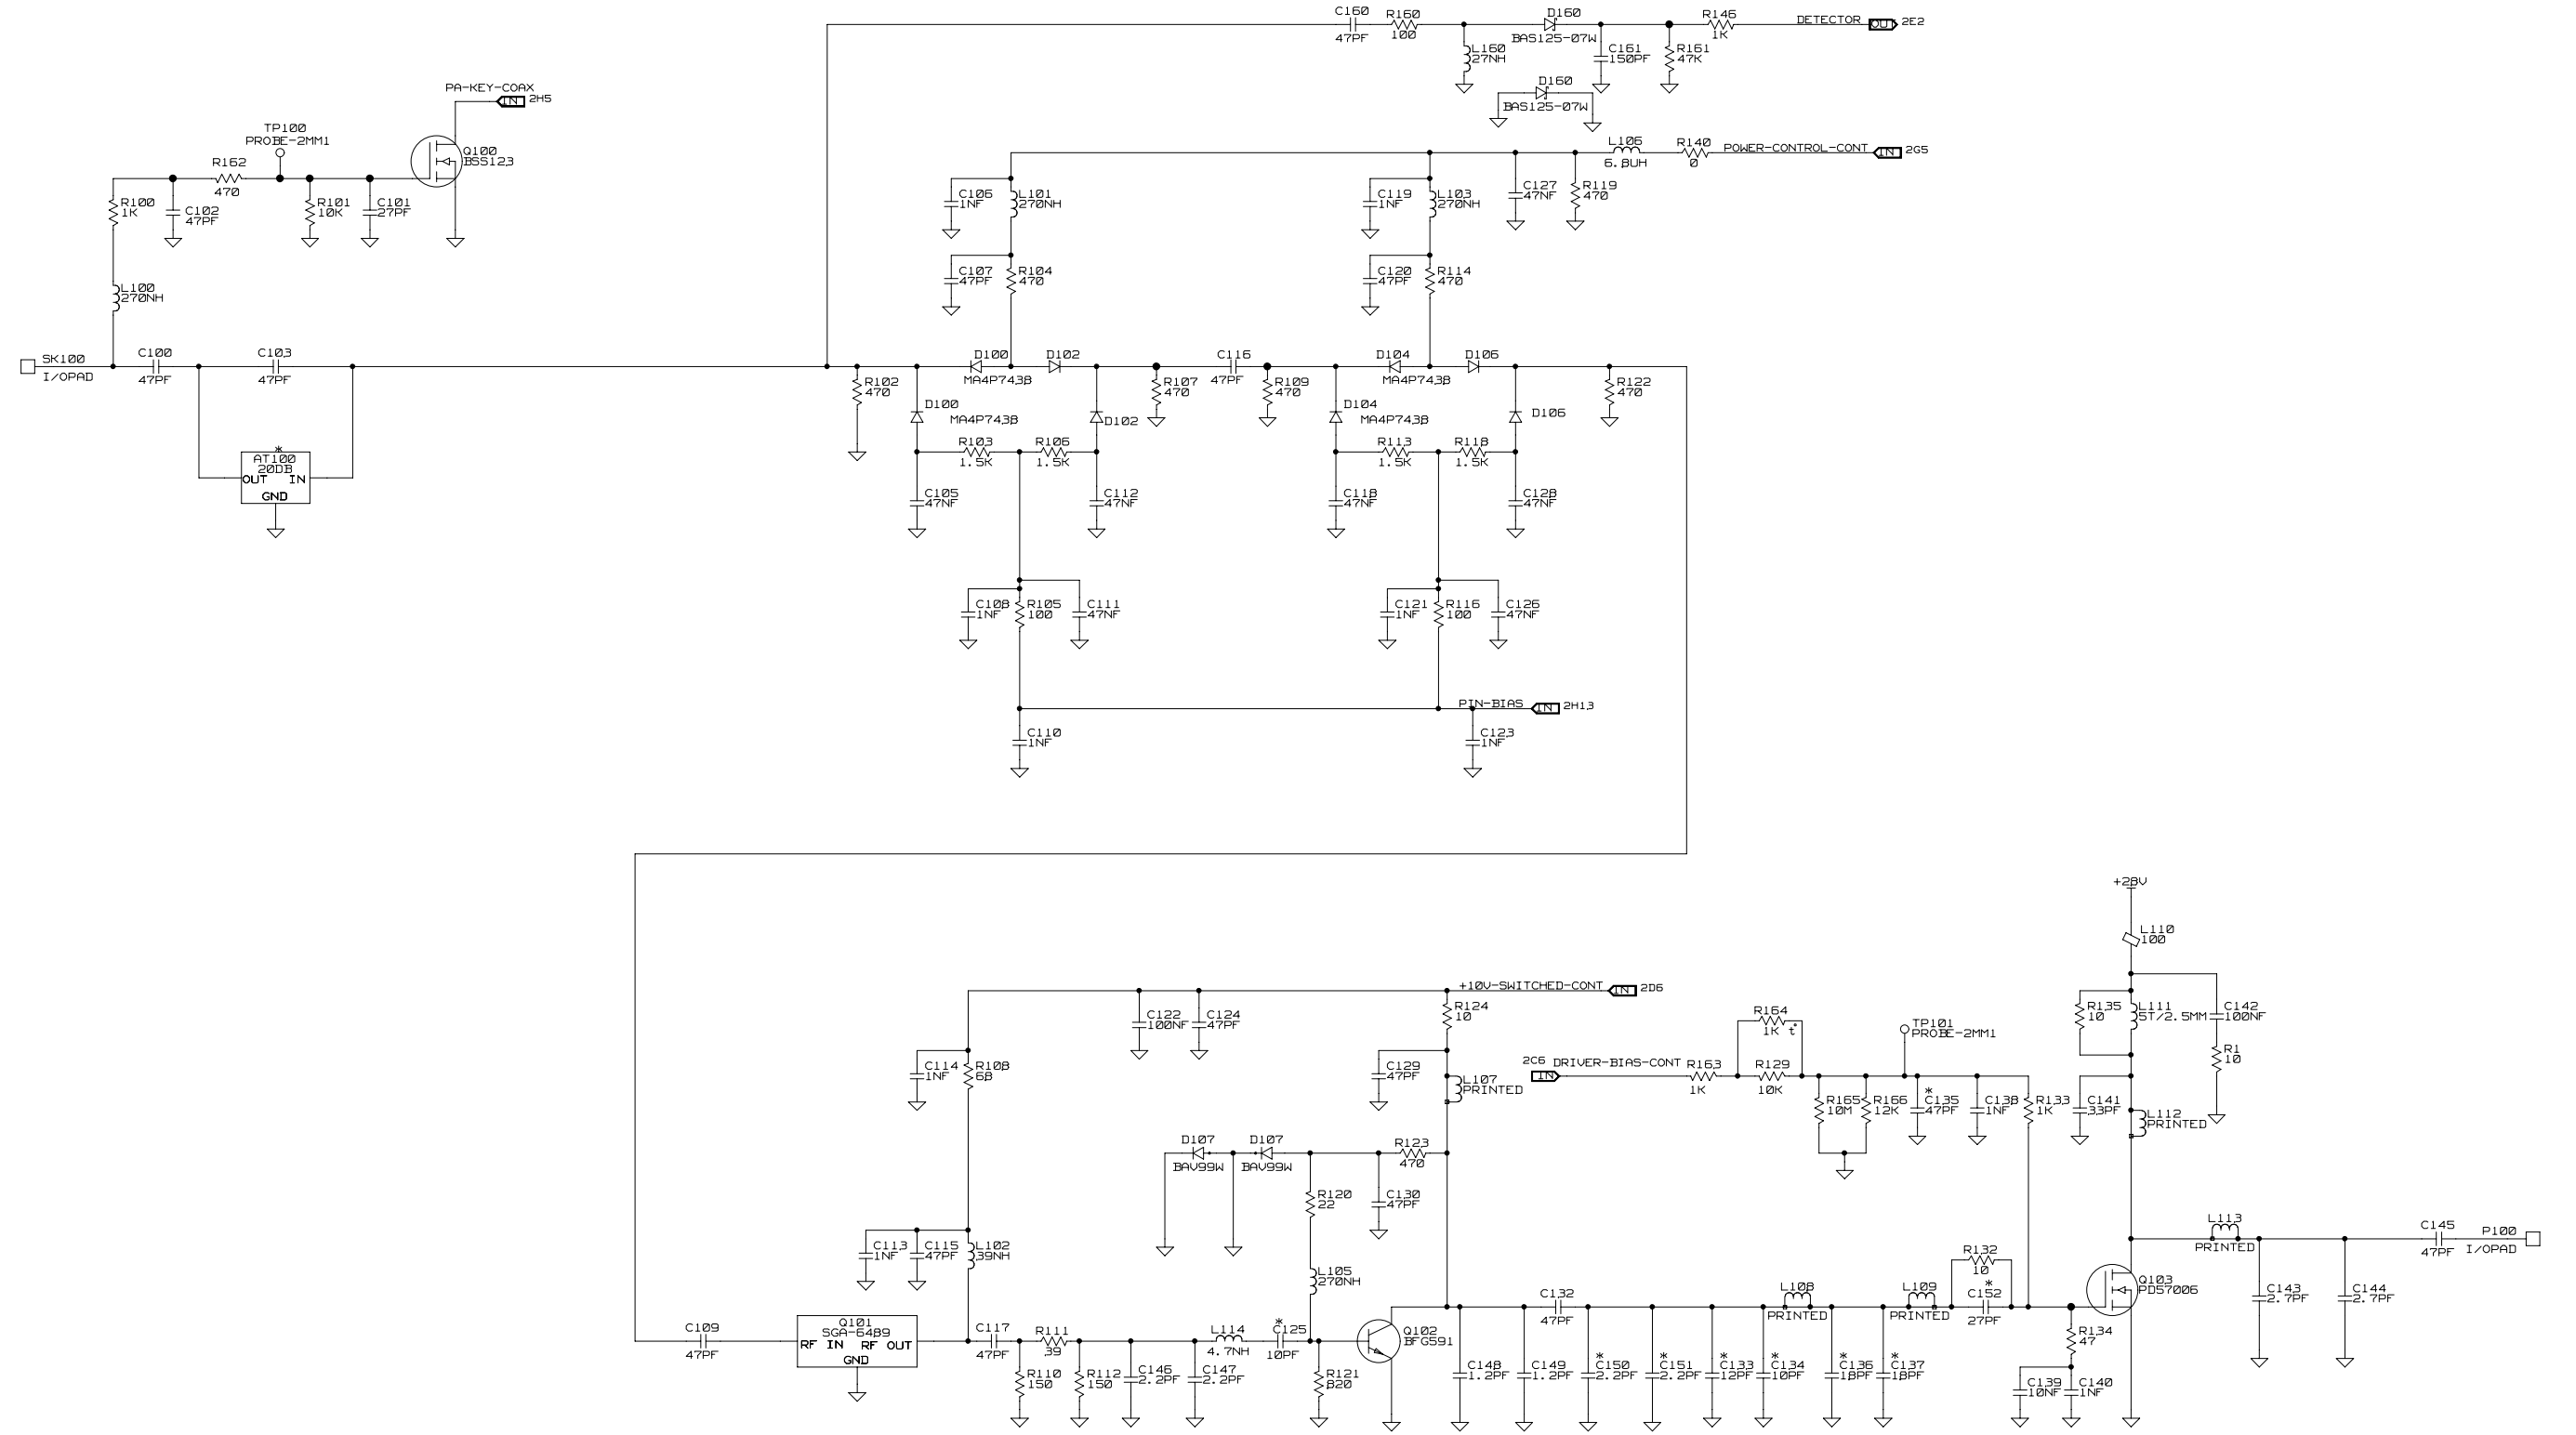 C160
47PF
R160
100
D160
BAS125-07W
R146
1K
DETECTOR
OUT
2E2
L160
27NH
C161
150PF
R161
47K
D160
BAS125-07W
PA-KEY-COAX
IN
2H5
TP100
PROBE-2MM1
Q100
BSS123
R162
470
R100
1K
C102
47PF
R101
10K
C101
27PF
L100
270NH
SK100
I/OPAD
C100
47PF
C103
47PF
*
AT100
20DB
OUT IN
GND
L106
6.8UH
R140
0
POWER-CONTROL-CONT
IN
2G5
C106
1NF
L101
270NH
C119
1NF
L103
270NH
C127
47NF
R119
470
C107
47PF
R104
470
C120
47PF
R114
470
D100
MA4P743B
D102
C116
47PF
D104
MA4P743B
D106
R102
470
R107
470
R109
470
R122
470
D100
MA4P743B
D102
D104
MA4P743B
D106
R103
1.5K
R106
1.5K
R113
1.5K
R118
1.5K
C105
47NF
C112
47NF
C118
47NF
C128
47NF
C108
1NF
R105
100
C111
47NF
C121
1NF
R116
100
C126
47NF
PIN-BIAS
IN
2H13
C110
1NF
C123
1NF
+28V
L110
100
+10V-SWITCHED-CONT
IN
2D6
R124
10
C122
100NF
C124
47PF
R135
10
L111
5T/2.5MM
C142
100NF
R1
10
C114
1NF
R108
68
C129
47PF
L107
PRINTED
2C6
DRIVER-BIAS-CONT
IN
R163
1K
R164
1K t°
R129
10K
TP101
PROBE-2MM1
R165
10M
R166
12K
*
C135
47PF
C138
1NF
R133
1K
C141
33PF
L112
PRINTED
D107
BAV99W
D107
BAV99W
R123
470
R120
22
C130
47PF
C113
1NF
C115
47PF
L102
39NH
L105
270NH
C109
47PF
Q101
SGA-6489
RF IN RF OUT
GND
C117
47PF
R111
39
R110
150
R112
150
C146
2.2PF
C147
2.2PF
L114
4.7NH
*
C125
10PF
R121
820
Q102
BFG591
C132
47PF
C148
1.2PF
C149
1.2PF
*
C150
2.2PF
*
C151
2.2PF
*
C133
12PF
*
C134
10PF
L108
PRINTED
*
C136
18PF
*
C137
18PF
L109
PRINTED
R132
10
*
C152
27PF
R134
47
C139
10NF
C140
1NF
Q103
PD57006
L113
PRINTED
C143
2.7PF
C144
2.7PF
C145
47PF
P100
I/OPAD